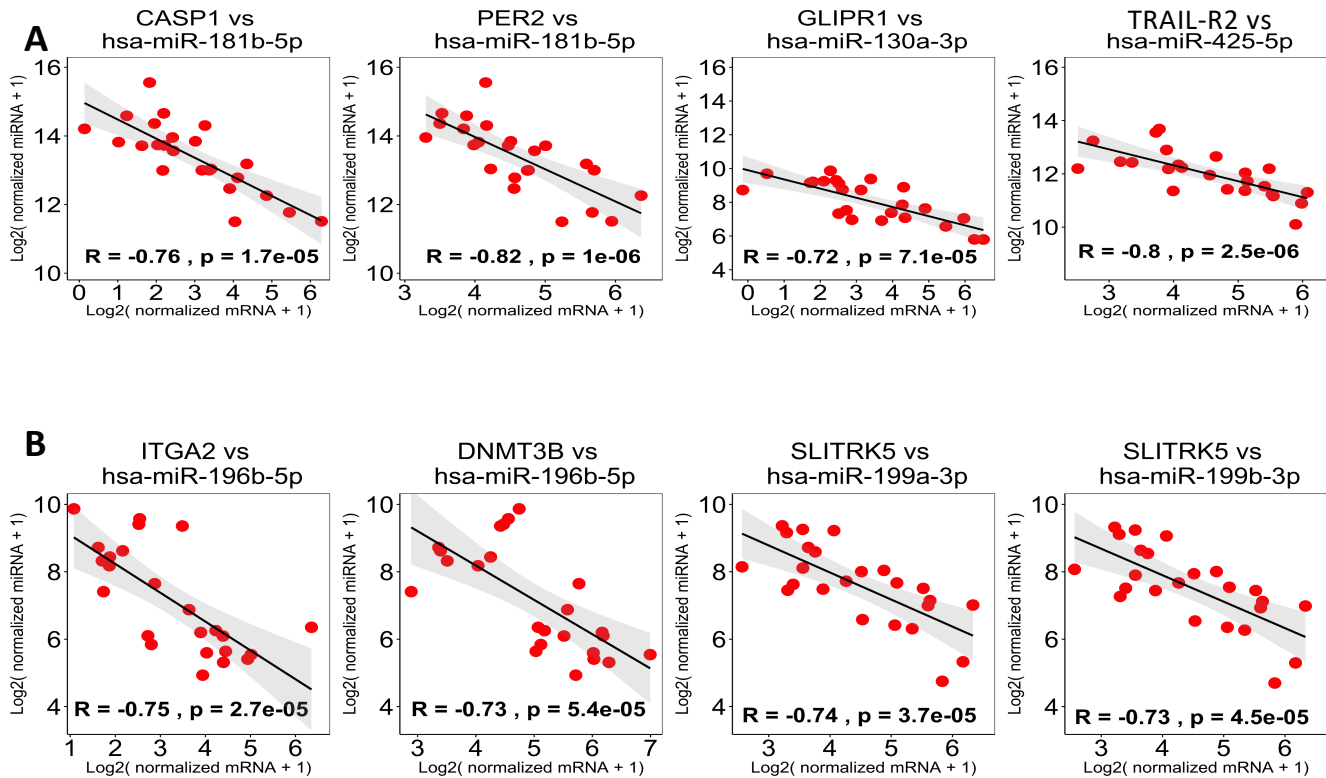 A
CASP1 vs
hsa-miR-181b-5p
Log2( normalized miRNA + 1)
16
14
12
10
R = -0.76 , p = 1.7e-05
0 1 2 3 4 5 6
Log2( normalized mRNA + 1)
PER2 vs
hsa-miR-181b-5p
Log2( normalized miRNA + 1)
16
14
12
10
R = -0.82 , p = 1e-06
3 4 5 6
Log2( normalized mRNA + 1)
GLIPR1 vs
hsa-miR-130a-3p
Log2( normalized miRNA + 1)
16
14
12
10
8
6
4
R = -0.72 , p = 7.1e-05
0 1 2 3 4 5 6
Log2( normalized mRNA + 1)
TRAIL-R2 vs
hsa-miR-425-5p
Log2( normalized miRNA + 1)
16
14
12
10
R = -0.8 , p = 2.5e-06
3 4 5 6
Log2( normalized mRNA + 1)
B
ITGA2 vs
hsa-miR-196b-5p
Log2( normalized miRNA + 1)
10
8
6
4
R = -0.75 , p = 2.7e-05
1 2 3 4 5 6
Log2( normalized mRNA + 1)
DNMT3B vs
hsa-miR-196b-5p
Log2( normalized miRNA + 1)
10
8
6
4
R = -0.73 , p = 5.4e-05
3 4 5 6 7
Log2( normalized mRNA + 1)
SLITRK5 vs
hsa-miR-199a-3p
Log2( normalized miRNA + 1)
10
8
6
4
R = -0.74 , p = 3.7e-05
3 4 5 6
Log2( normalized mRNA + 1)
SLITRK5 vs
hsa-miR-199b-3p
Log2( normalized miRNA + 1)
10
8
6
4
R = -0.73 , p = 4.5e-05
3 4 5 6
Log2( normalized mRNA + 1)